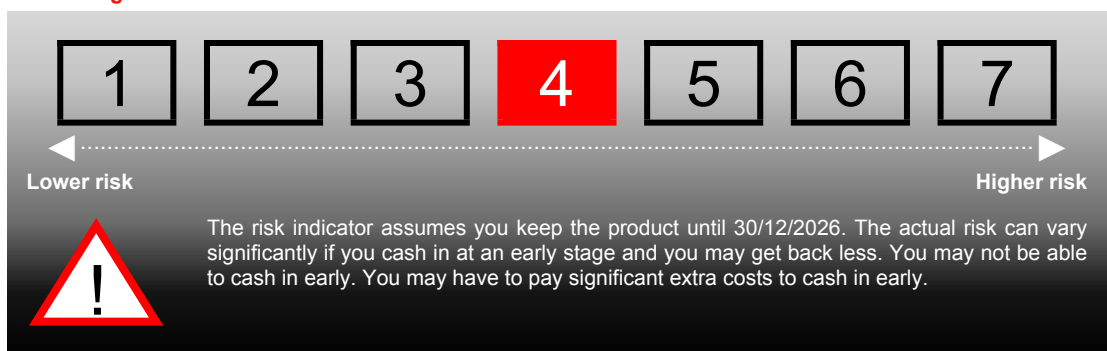 1 2 3 4 5 6 7
Lower risk Higher risk
The risk indicator assumes you keep the product until 30/12/2026. The actual risk can vary
significantly if you cash in at an early stage and you may get back less. You may not be able
to cash in early. You may have to pay significant extra costs to cash in early.
!